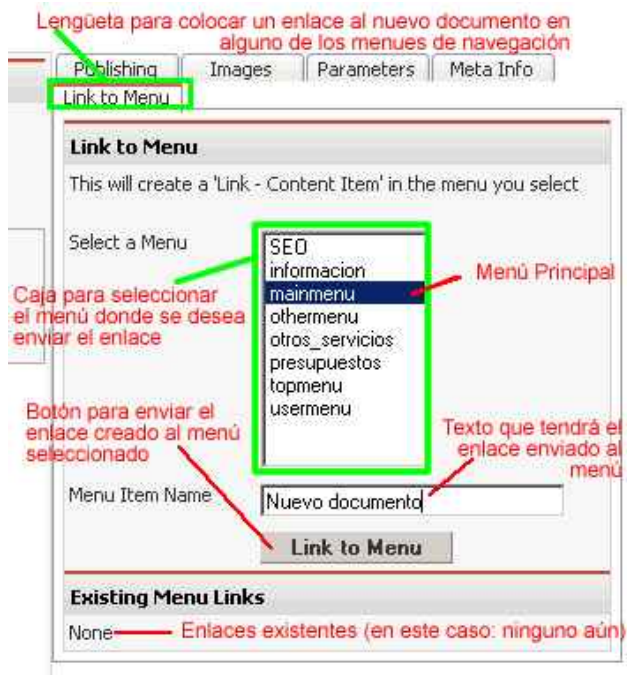 Lengüeta para colocar un enlace al nuevo documento en
alguno de los menues de navegación
Publishing Images Parameters Meta Info
Link to Menu
Link to Menu
This will create a 'Link - Content Item' in the menu you select
Select a Menu
SEO
informacion
mainmenu
othermenu
otros_servicios
presupuestos
topmenu
usermenu
Menú Principal
Caja para seleccionar
el menú donde se desea
enviar el enlace
Botón para enviar el
enlace creado al menú
seleccionado
Texto que tendrá el
enlace enviado al
menú
Menu Item Name
Nuevo documento
Link to Menu
Existing Menu Links
None
Enlaces existentes (en este caso: ninguno aún)